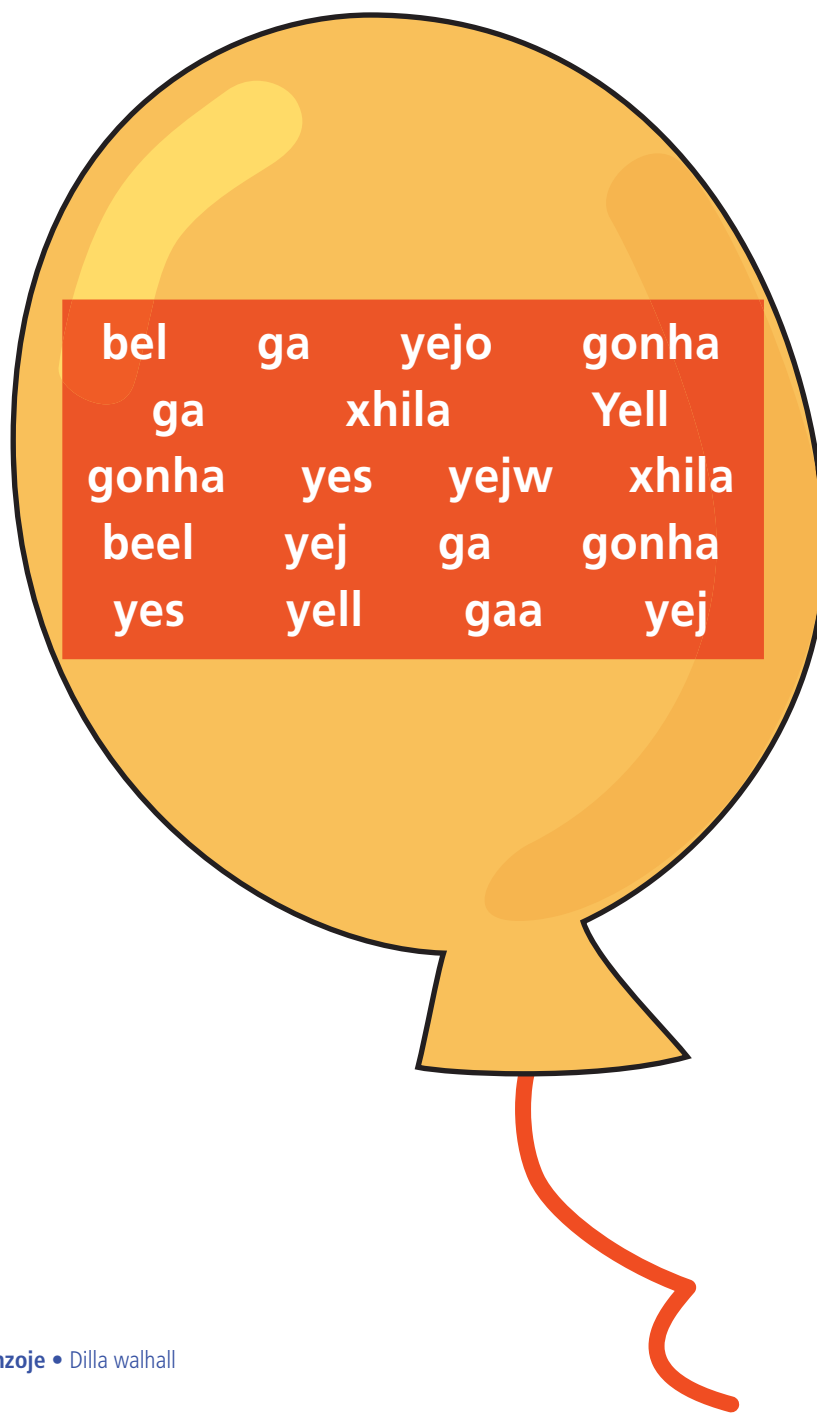 bel ga yejo gonha
ga xhila Yell
gonha yes yejw xhila
beel yej ga gonha
yes yell gaa yej
• Dilla walhall